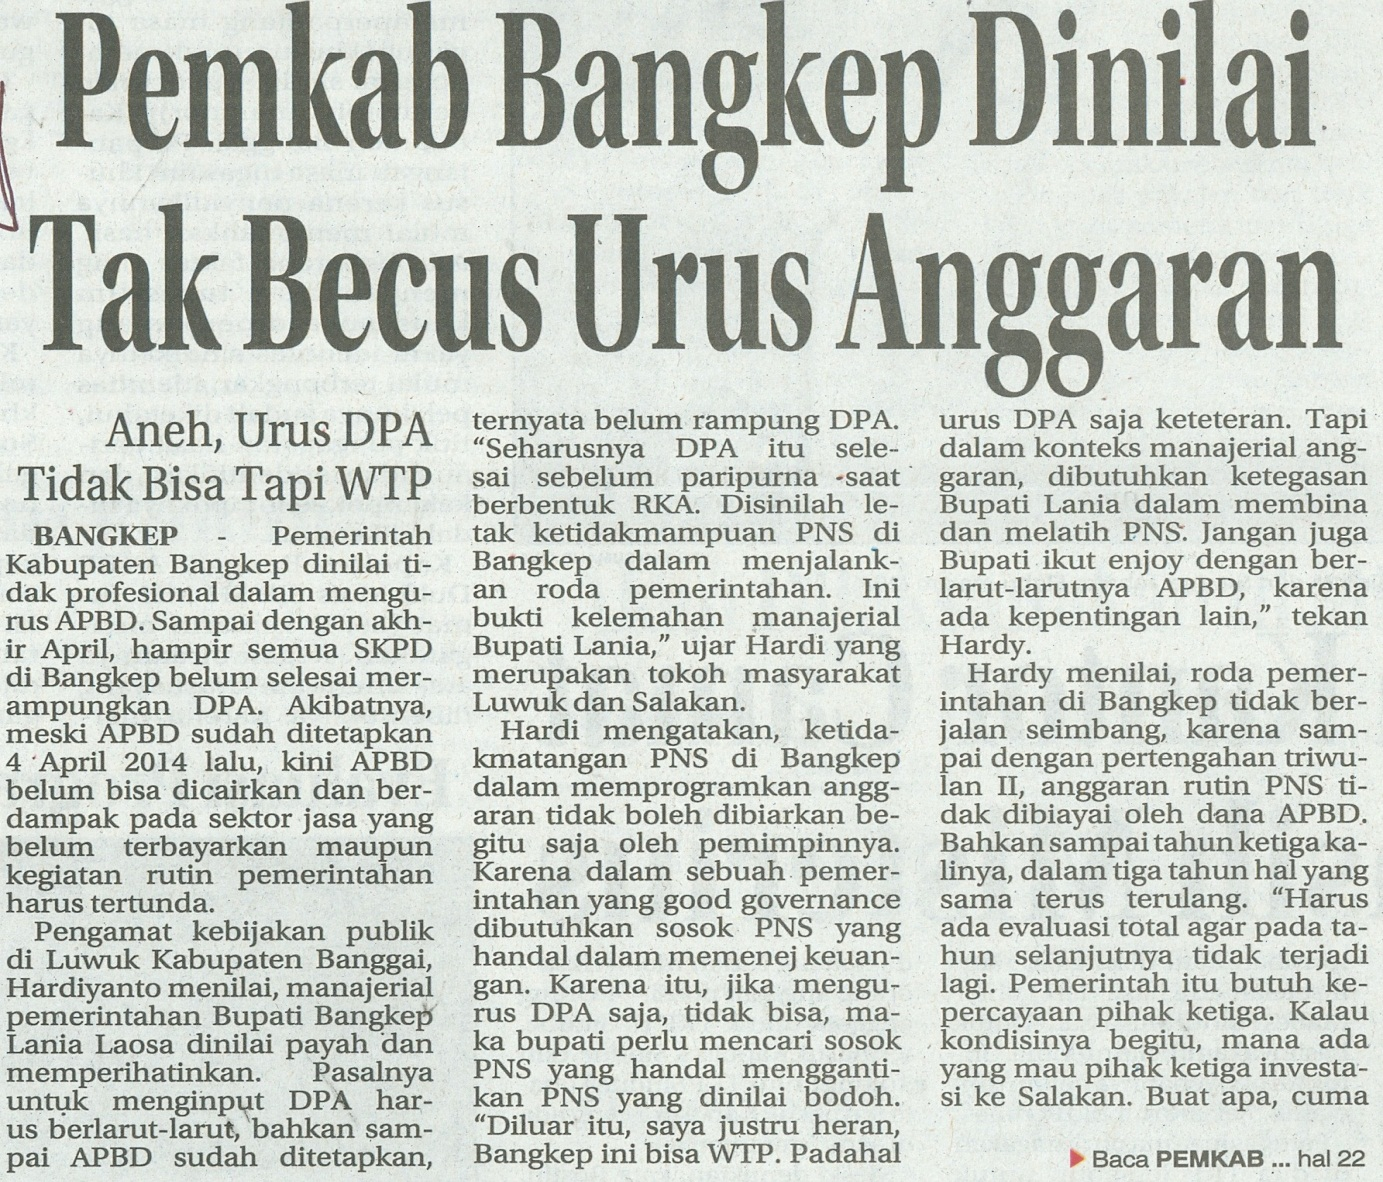 Pemkab Bangkep Dinilai
Tak Becus Urus Anggaran
Aneh, Urus DPA
Tidak Bisa Tapi WTP
BANGKEP - Pemerintah
Kabupaten Bangkep dinilai ti-
dak profesional dalam mengu-
rus APBD. Sampai dengan akh-
ir April, hampir semua SKPD
di Bangkep belum selesai mer-
ampungkan DPA. Akibatnya,
meski APBD sudah ditetapkan
4 April 2014 lalu, kini APBD
belum bisa dicairkan dan ber-
dampak pada sektor jasa yang
belum terbayarkan maupun
kegiatan rutin pemerintahan
harus tertunda.
Pengamat kebijakan publik
di Luwuk Kabupaten Banggai,
Hardiyanto menilai, manajerial
pemerintahan Bupati Bangkep
Lania Laosa dinilai payah dan
memperihatinkan. Pasalnya
untuk menginput DPA har-
us berlarut-larut, bahkan sam-
pai APBD sudah ditetapkan,
ternyata belum rampung DPA.
“Seharusnya DPA itu sele-
sai sebelum paripurna saat
berbentuk RKA. Disinilah le-
tak ketidakmampuan PNS di
Bangkep dalam menjalank-
an roda pemerintahan. Ini
bukti kelemahan manajerial
Bupati Lania,” ujar Hardi yang
merupakan tokoh masyarakat
Luwuk dan Salakan.
Hardi mengatakan, ketida-
kmatangan PNS di Bangkep
dalam memprogramkan angg-
aran tidak boleh dibiarkan be-
gitu saja oleh pemimpinnya.
Karena dalam sebuah pemer-
intahan yang good governance
dibutuhkan sosok PNS yang
handal dalam memenej keuan-
gan. Karena itu, jika mengu-
rus DPA saja, tidak bisa, ma-
ka bupati perlu mencari sosok
PNS yang handal mengganti-
kan PNS yang dinilai bodoh.
“Diluar itu, saya justru heran,
Bangkep ini bisa WTP. Padahal
urus DPA saja keteteran. Tapi
dalam konteks manajerial ang-
garan, dibutuhkan ketegasan
Bupati Lania dalam membina
dan melatih PNS. Jangan juga
Bupati ikut enjoy dengan ber-
larut-larutnya APBD, karena
ada kepentingan lain,” tekan
Hardy.
Hardy menilai, roda pemer-
intahan di Bangkep tidak ber-
jalan seimbang, karena sam-
pai dengan pertengahan triwu-
lan II, anggaran rutin PNS ti-
dak dibiayai oleh dana APBD.
Bahkan sampai tahun ketiga ka-
linya, dalam tiga tahun hal yang
sama terus terulang. “Harus
ada evaluasi total agar pada ta-
hun selanjutnya tidak terjadi
lagi. Pemerintah itu butuh ke-
percayaan pihak ketiga. Kalau
kondisinya begitu, mana ada
yang mau pihak ketiga investa-
si ke Salakan. Buat apa, cuma
Baca PEMKAB ... hal 22